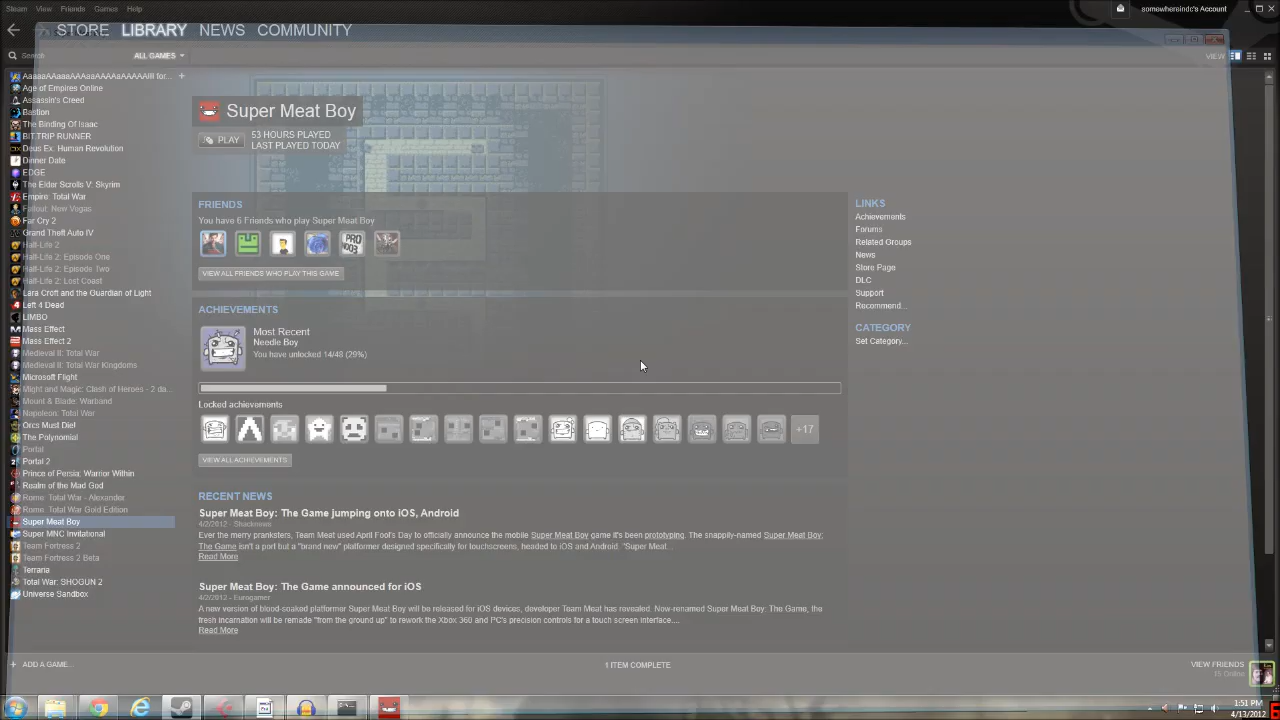 Steam View Friends Games Help
somewhereindc's Account
STORE LIBRARY NEWS COMMUNITY
Search
ALL GAMES
VIEW
AaaaaAAaaaAAAaaAAAAaAAAAA!!! for...
Age of Empires Online
Assassin's Creed
Bastion
The Binding Of Isaac
BIT.TRIP RUNNER
Deus Ex: Human Revolution
Dinner Date
EDGE
The Elder Scrolls V: Skyrim
Empire: Total War
Fallout: New Vegas
Far Cry 2
Grand Theft Auto IV
Half-Life 2
Half-Life 2: Episode One
Half-Life 2: Episode Two
Half-Life 2: Lost Coast
Lara Croft and the Guardian of Light
Left 4 Dead
LIMBO
Mass Effect
Mass Effect 2
Medieval II: Total War
Medieval II: Total War Kingdoms
Microsoft Flight
Might and Magic: Clash of Heroes - 2 da...
Mount & Blade: Warband
Napoleon: Total War
Orcs Must Die!
The Polynomial
Portal
Portal 2
Prince of Persia: Warrior Within
Realm of the Mad God
Rome: Total War - Alexander
Rome: Total War Gold Edition
Super Meat Boy
Super MNC Invitational
Team Fortress 2
Team Fortress 2 Beta
Terraria
Total War: SHOGUN 2
Universe Sandbox
+ ADD A GAME...
Super Meat Boy
PLAY
53 HOURS PLAYED
LAST PLAYED TODAY
FRIENDS
You have 6 Friends who play Super Meat Boy
PRO
N00B
VIEW ALL FRIENDS WHO PLAY THIS GAME
ACHIEVEMENTS
Most Recent
Needle Boy
You have unlocked 14/48 (29%)
Locked achievements
+17
VIEW ALL ACHIEVEMENTS
RECENT NEWS
Super Meat Boy: The Game jumping onto iOS, Android
4/2/2012 - Shacknews
Ever the merry pranksters, Team Meat used April Fool's Day to officially announce the mobile Super Meat Boy game it's been prototyping. The snappily-named Super Meat Boy:
The Game isn't a port but a "brand new" platformer designed specifically for touchscreens, headed to iOS and Android. "Super Meat...
Read More
Super Meat Boy: The Game announced for iOS
4/2/2012 - Eurogamer
A new version of blood-soaked platformer Super Meat Boy will be released for iOS devices, developer Team Meat has revealed. Now-renamed Super Meat Boy: The Game, the
fresh incarnation will be remade "from the ground up" to rework the Xbox 360 and PC's precision controls for a touch screen interface....
Read More
LINKS
Achievements
Forums
Related Groups
News
Store Page
DLC
Support
Recommend...
CATEGORY
Set Category...
1 ITEM COMPLETE
VIEW FRIENDS
15 Online
1:51 PM
4/13/2012